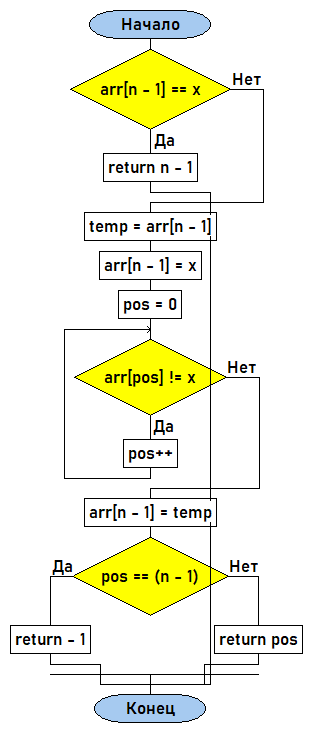 Начало
arr[n - 1] == x
Нет
Да
return n - 1
temp = arr[n - 1]
arr[n - 1] = x
pos = 0
arr[pos] != x
Нет
Да
pos++
arr[n - 1] = temp
Да
pos == (n - 1)
Нет
return - 1
return pos
Конец